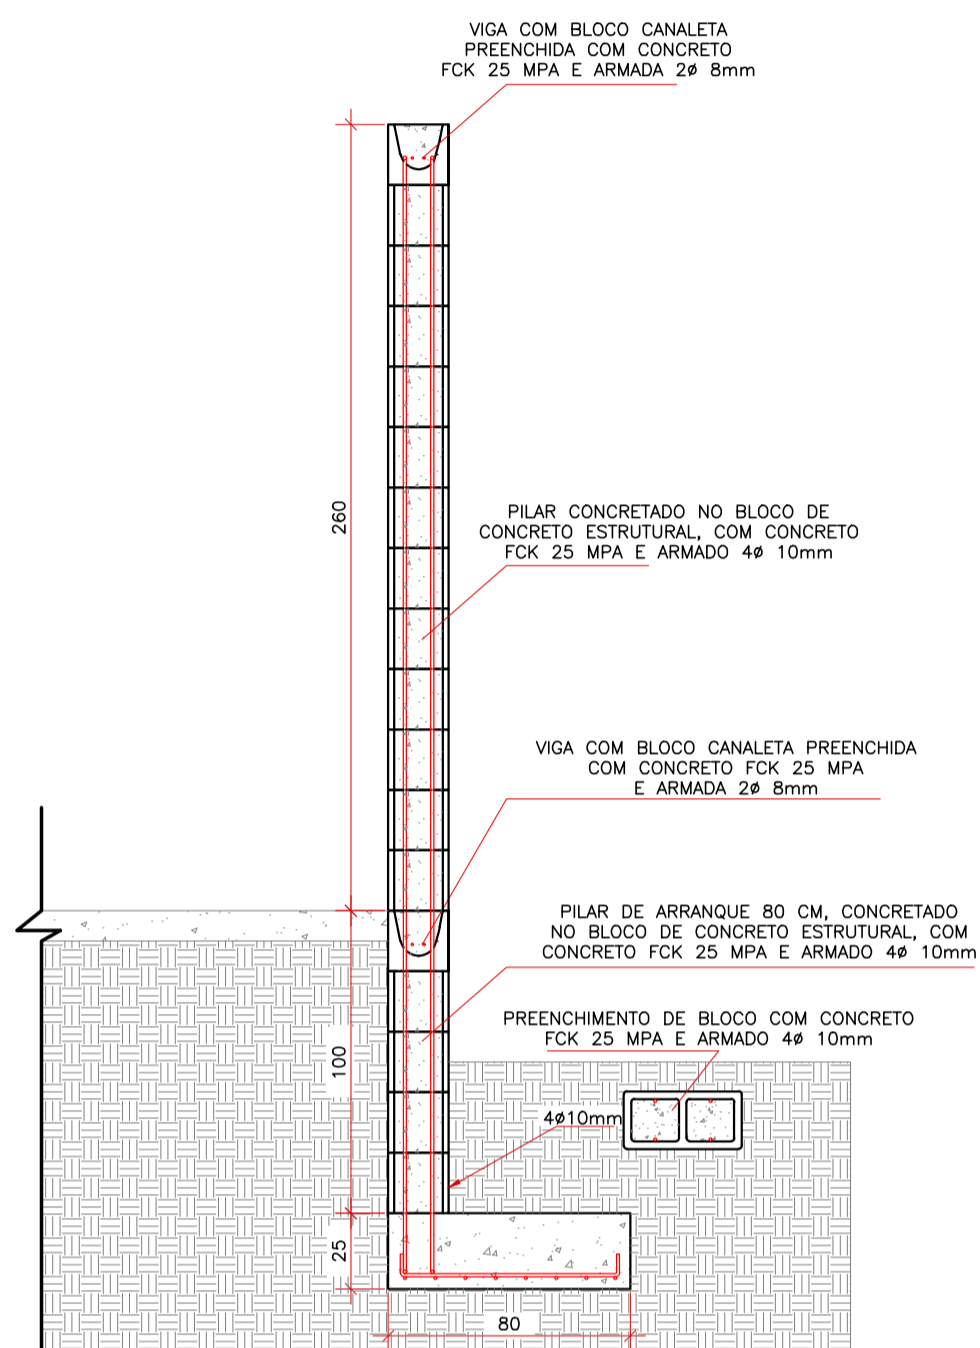 VIGA COM BLOCO CANALETA
PREENCHIDA COM CONCRETO
FCK 25 MPA E ARMADA 2ø 8mm
260
PILAR CONCRETADO NO BLOCO DE
CONCRETO ESTRUTURAL, COM CONCRETO
FCK 25 MPA E ARMADO 4ø 10mm
VIGA COM BLOCO CANALETA PREENCHIDA
COM CONCRETO FCK 25 MPA
E ARMADA 2ø 8mm
PILAR DE ARRANQUE 80 CM, CONCRETADO
NO BLOCO DE CONCRETO ESTRUTURAL, COM
CONCRETO FCK 25 MPA E ARMADO 4ø 10mm
PREENCHIMENTO DE BLOCO COM CONCRETO
FCK 25 MPA E ARMADO 4ø 10mm
100
4ø10mm
25
80